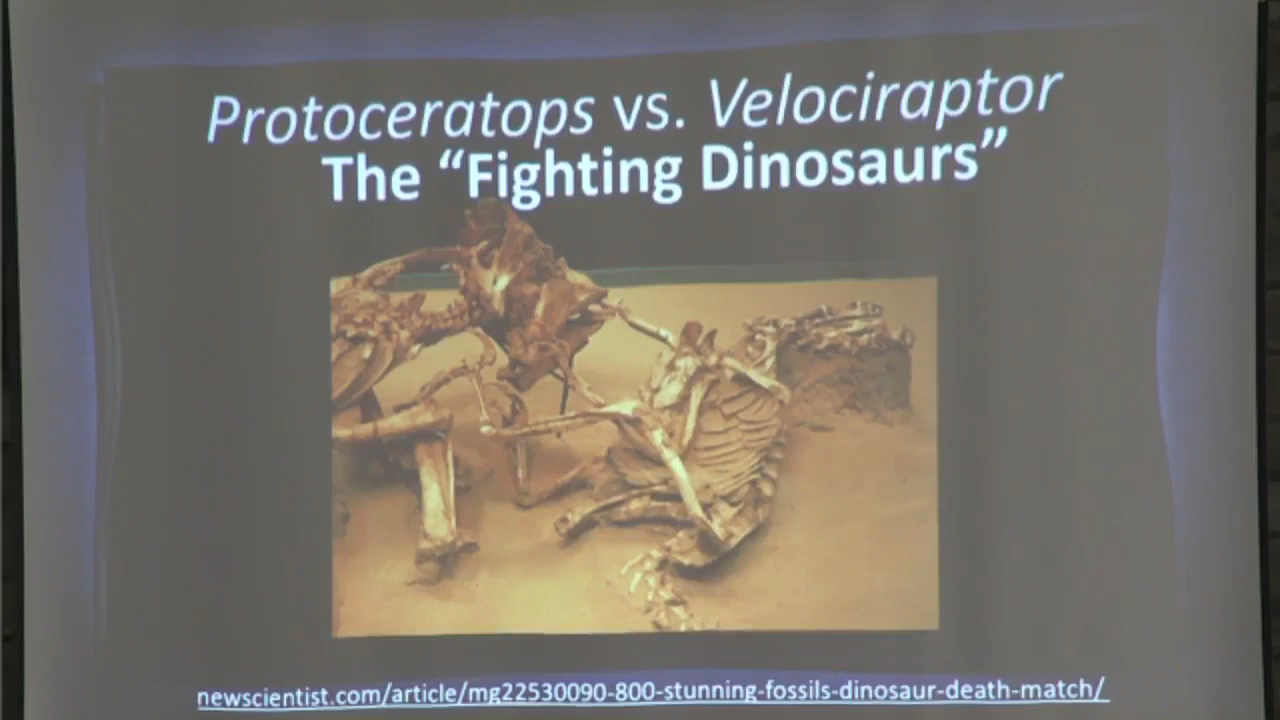 Protoceratops vs. Velociraptor
The “Fighting Dinosaurs”
newscientist.com/article/mg22530090-800-stunning-fossils-dinosaur-death-match/